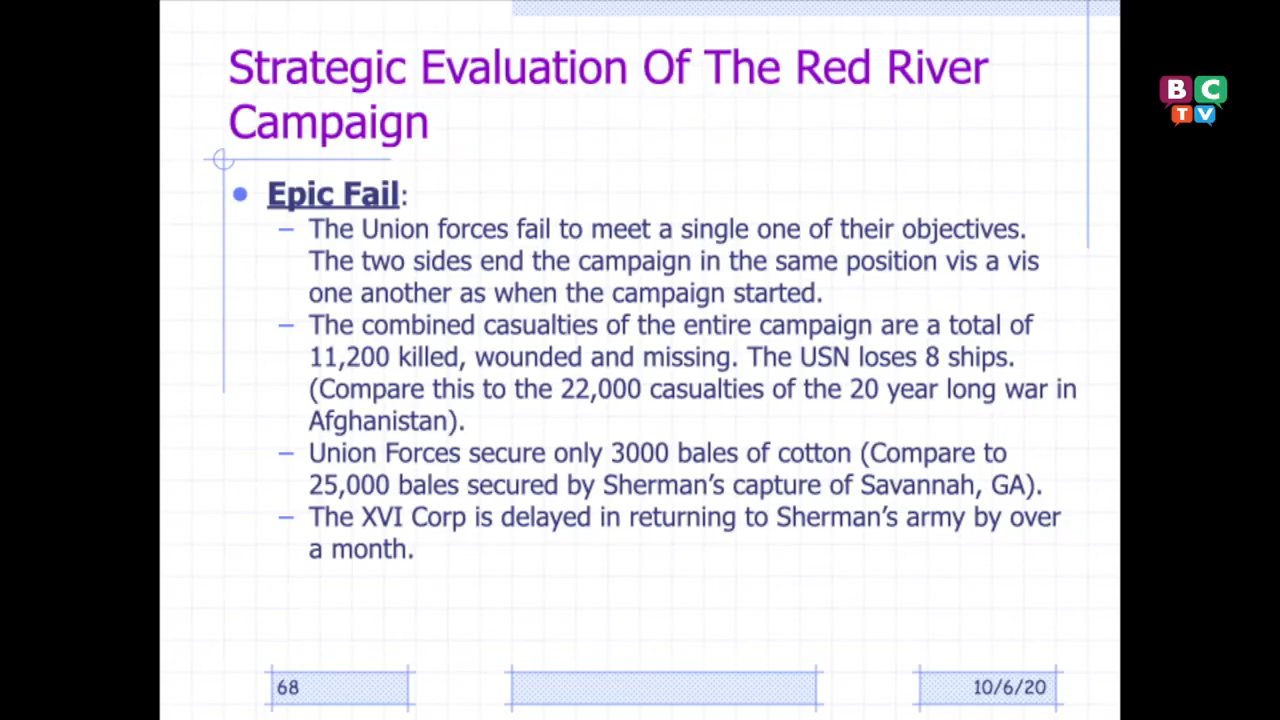 Strategic Evaluation Of The Red River
Campaign
Epic Fail:
– The Union forces fail to meet a single one of their objectives.
The two sides end the campaign in the same position vis a vis
one another as when the campaign started.
– The combined casualties of the entire campaign are a total of
11,200 killed, wounded and missing. The USN loses 8 ships.
(Compare this to the 22,000 casualties of the 20 year long war in
Afghanistan).
– Union Forces secure only 3000 bales of cotton (Compare to
25,000 bales secured by Sherman's capture of Savannah, GA).
– The XVI Corp is delayed in returning to Sherman's army by over
a month.
68
10/6/20
B C
T V